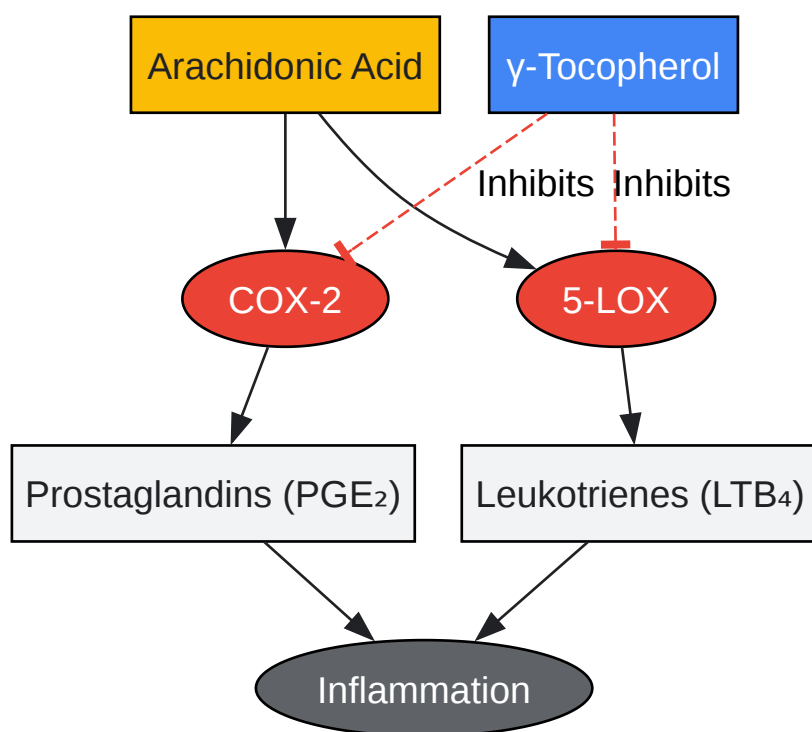 Arachidonic Acid
γ-Tocopherol
Inhibits
Inhibits
COX-2
5-LOX
Prostaglandins (PGE₂)
Leukotrienes (LTB₄)
Inflammation